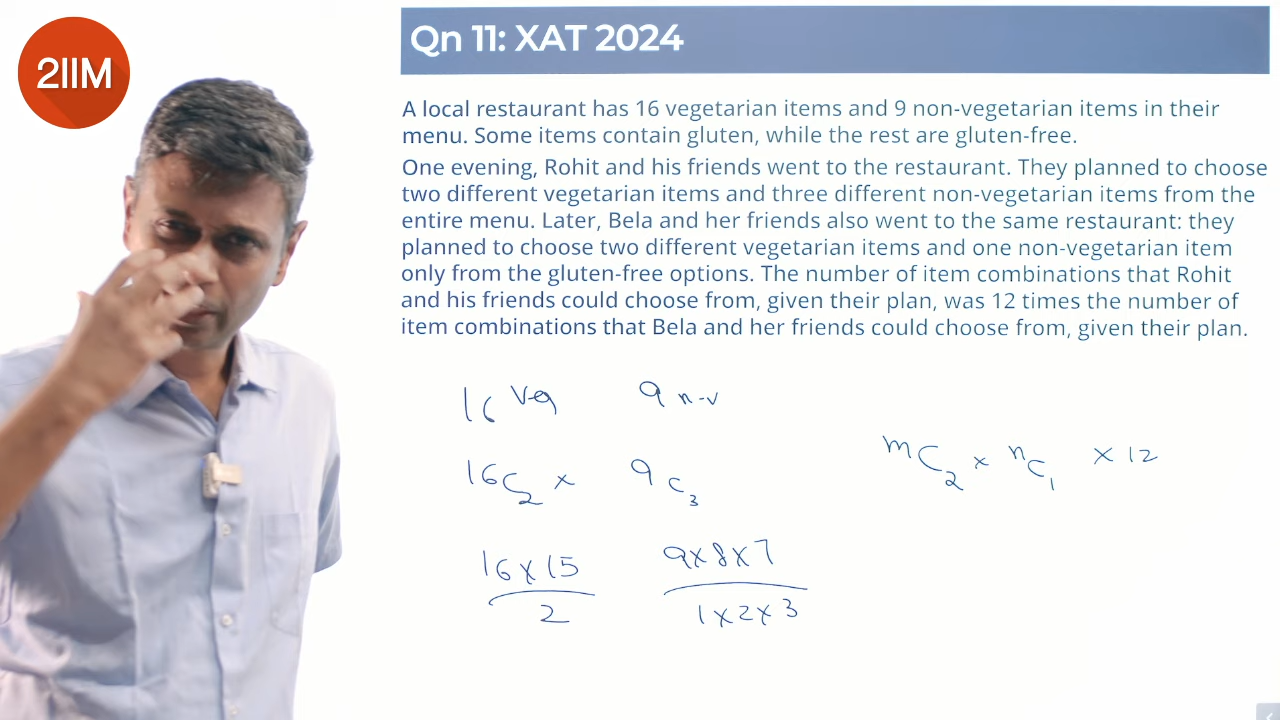 2IIM
Qn 11: XAT 2024
A local restaurant has 16 vegetarian items and 9 non-vegetarian items in their
menu. Some items contain gluten, while the rest are gluten-free.
One evening, Rohit and his friends went to the restaurant. They planned to choose
two different vegetarian items and three different non-vegetarian items from the
entire menu. Later, Bela and her friends also went to the same restaurant: they
planned to choose two different vegetarian items and one non-vegetarian item
only from the gluten-free options. The number of item combinations that Rohit
and his friends could choose from, given their plan, was 12 times the number of
item combinations that Bela and her friends could choose from, given their plan.
16 veg 9 n-v
16C₂ × 9C₃ ᵐC₂ × ⁿC₁ × 12
16×15 9×8×7
2 1×2×3